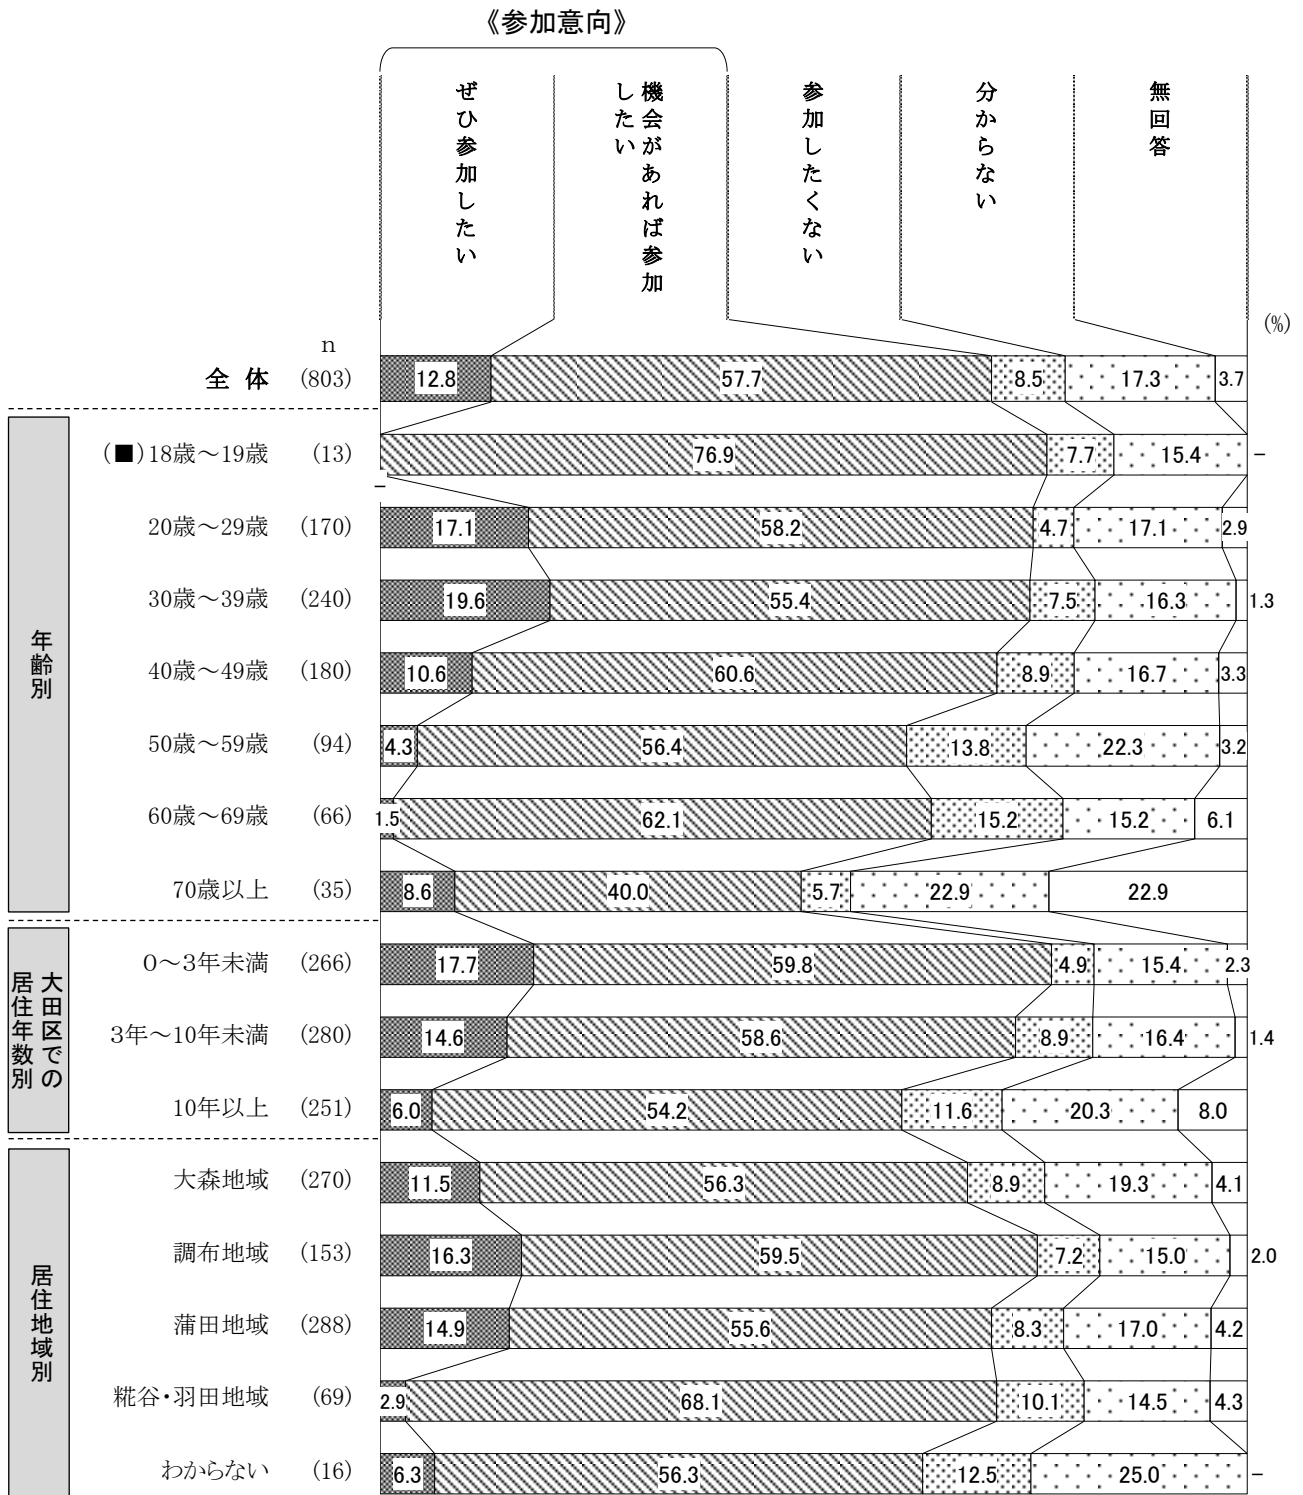 《参加意向》
ぜひ参加したい
機会があれば参加
したい
参加したくない
分からない
無回答
(%)
n
全 体 (803) 12.8 57.7 8.5 17.3 3.7
年齢別
(■)18歳～19歳 (13) － 76.9 7.7 15.4 －
20歳～29歳 (170) 17.1 58.2 4.7 17.1 2.9
30歳～39歳 (240) 19.6 55.4 7.5 16.3 1.3
40歳～49歳 (180) 10.6 60.6 8.9 16.7 3.3
50歳～59歳 (94) 4.3 56.4 13.8 22.3 3.2
60歳～69歳 (66) 1.5 62.1 15.2 15.2 6.1
70歳以上 (35) 8.6 40.0 5.7 22.9 22.9
大田区での
居住年数別
０～３年未満 (266) 17.7 59.8 4.9 15.4 2.3
３年～10年未満 (280) 14.6 58.6 8.9 16.4 1.4
10年以上 (251) 6.0 54.2 11.6 20.3 8.0
居住地域別
大森地域 (270) 11.5 56.3 8.9 19.3 4.1
調布地域 (153) 16.3 59.5 7.2 15.0 2.0
蒲田地域 (288) 14.9 55.6 8.3 17.0 4.2
糀谷・羽田地域 (69) 2.9 68.1 10.1 14.5 4.3
わからない (16) 6.3 56.3 12.5 25.0 －